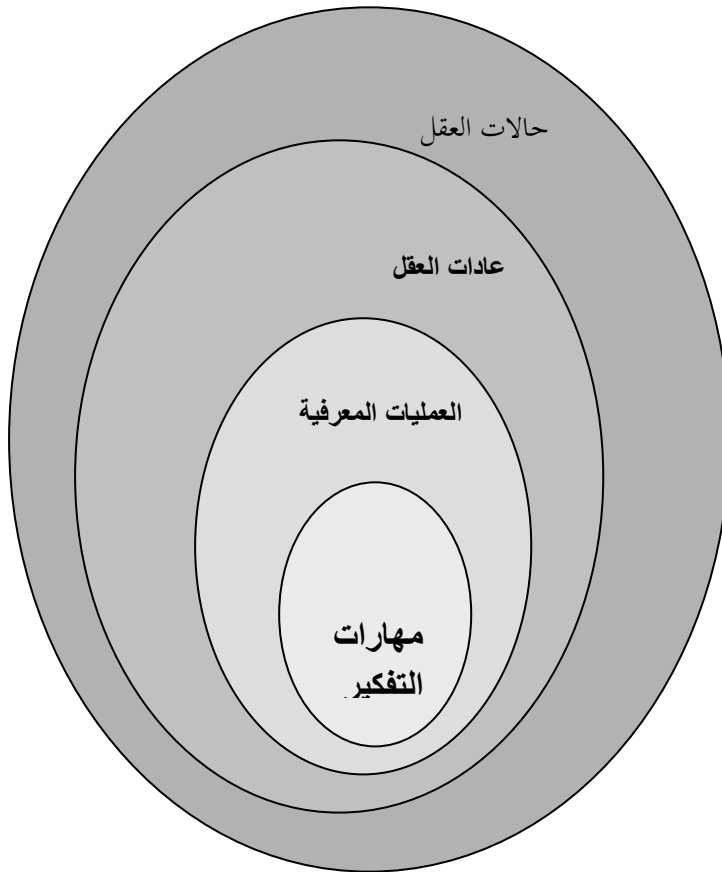 حالات العقل
عادات العقل
العمليات المعرفية
مهارات
التفكير